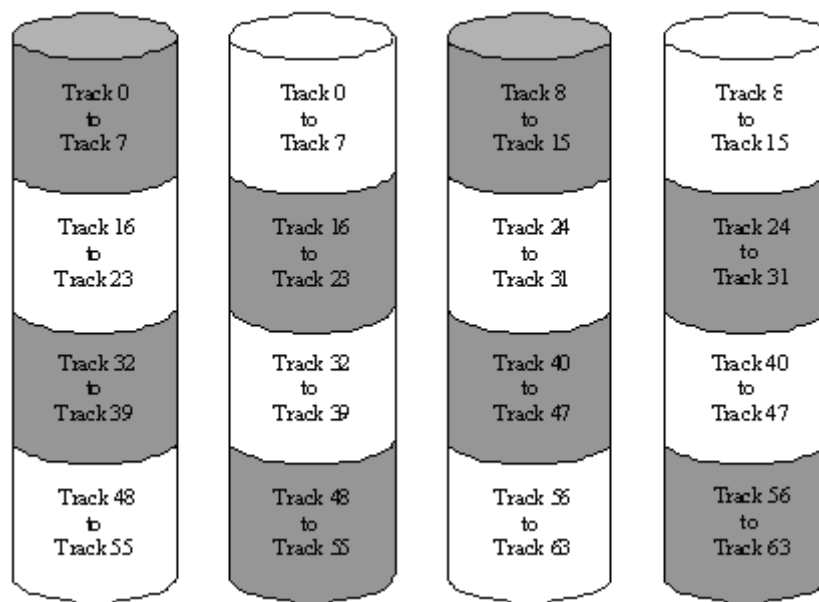 Track 0
to
Track 7
Track 16
to
Track 23
Track 32
to
Track 39
Track 48
to
Track 55
Track 0
to
Track 7
Track 16
to
Track 23
Track 32
to
Track 39
Track 48
to
Track 55
Track 8
to
Track 15
Track 24
to
Track 31
Track 40
to
Track 47
Track 56
to
Track 63
Track 8
to
Track 15
Track 24
to
Track 31
Track 40
to
Track 47
Track 56
to
Track 63